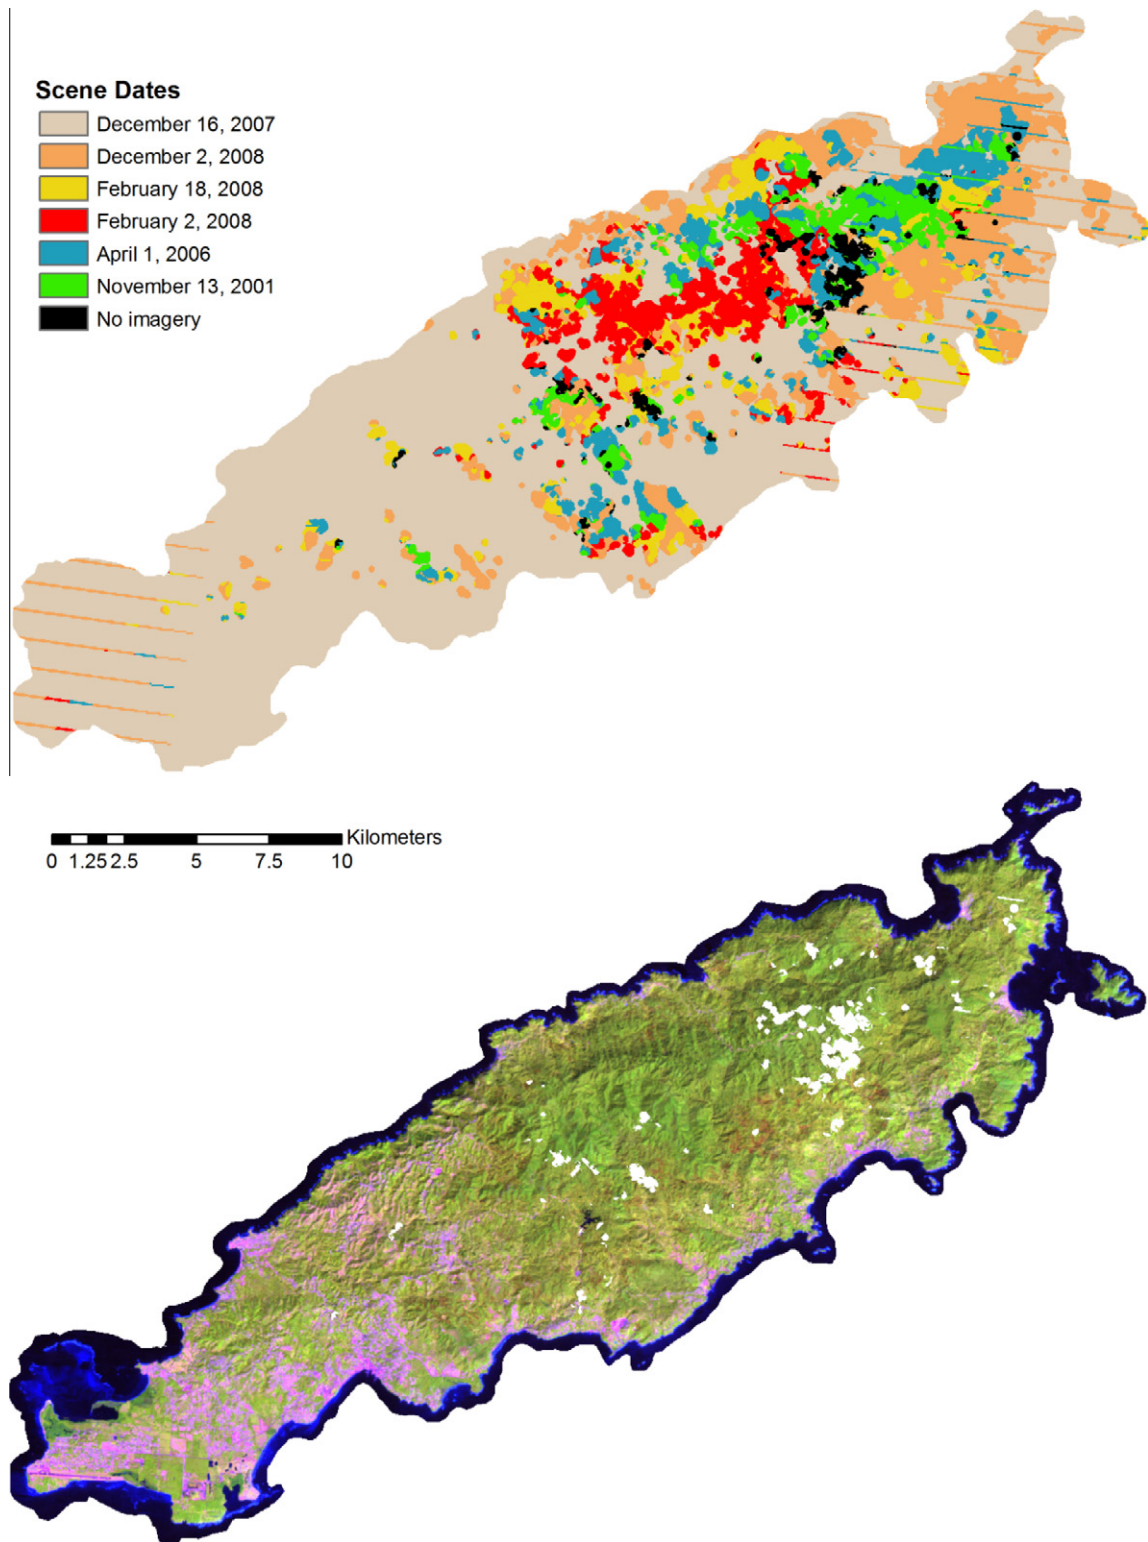 Scene Dates
December 16, 2007
December 2, 2008
February 18, 2008
February 2, 2008
April 1, 2006
November 13, 2001
No imagery
Kilometers
0 1.25 2.5 5 7.5 10